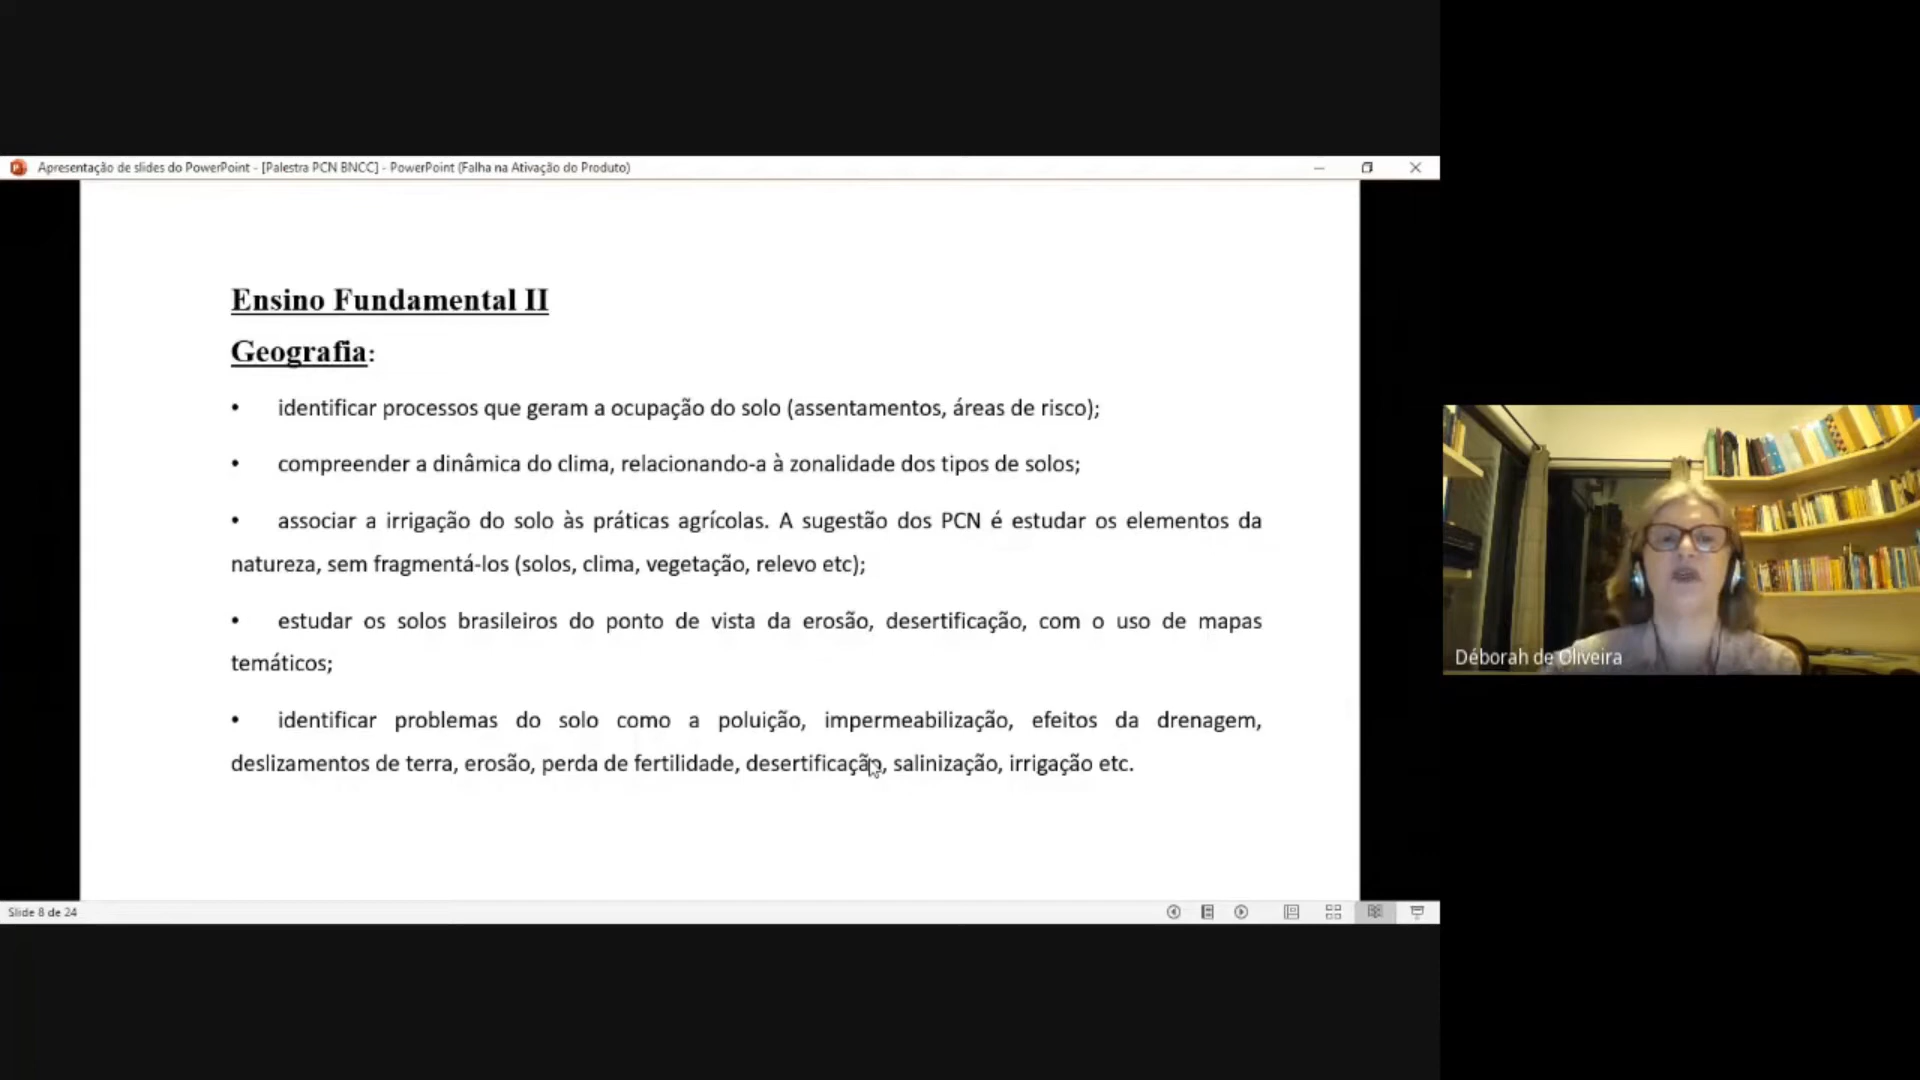 Apresentação de slides do PowerPoint - [Palestra PCN BNCC] - PowerPoint (Falha na Ativação do Produto)
Ensino Fundamental II
Geografia:
• identificar processos que geram a ocupação do solo (assentamentos, áreas de risco);
• compreender a dinâmica do clima, relacionando-a à zonalidade dos tipos de solos;
• associar a irrigação do solo às práticas agrícolas. A sugestão dos PCN é estudar os elementos da
natureza, sem fragmentá-los (solos, clima, vegetação, relevo etc);
• estudar os solos brasileiros do ponto de vista da erosão, desertificação, com o uso de mapas
temáticos;
• identificar problemas do solo como a poluição, impermeabilização, efeitos da drenagem,
deslizamentos de terra, erosão, perda de fertilidade, desertificação, salinização, irrigação etc.
Déborah de Oliveira
Slide 8 de 24